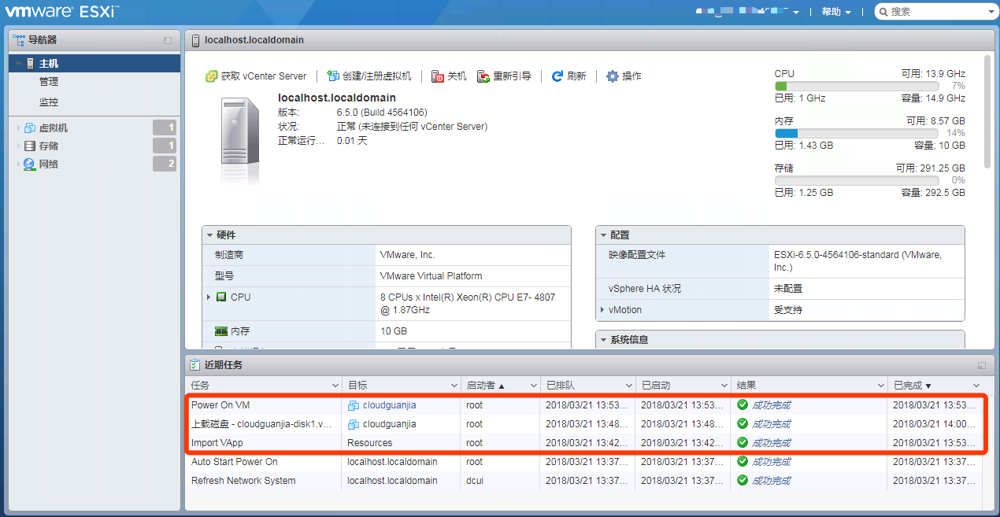 vmware ESXi™
帮助
搜索
导航器
主机
管理
监控
虚拟机 1
存储 1
网络 2
localhost.localdomain
获取 vCenter Server
创建/注册虚拟机
关机
重新引导
刷新
操作
localhost.localdomain
版本: 6.5.0 (Build 4564106)
状况: 正常 (未连接到任何 vCenter Server)
正常运行... 0.01 天
CPU 可用: 13.9 GHz
7%
已用: 1 GHz 容量: 14.9 GHz
内存 可用: 8.57 GB
14%
已用: 1.43 GB 容量: 10 GB
存储 可用: 291.25 GB
0%
已用: 1.25 GB 容量: 292.5 GB
硬件
制造商 VMware, Inc.
型号 VMware Virtual Platform
CPU 8 CPUs x Intel(R) Xeon(R) CPU E7- 4807
@ 1.87GHz
内存 10 GB
配置
映像配置文件 ESXi-6.5.0-4564106-standard (VMware,
Inc.)
vSphere HA 状况 未配置
vMotion 受支持
系统信息
近期任务
任务 目标 启动者 已排队 已启动 结果 已完成
Power On VM cloudguanjia root 2018/03/21 13:53... 2018/03/21 13:53... 成功完成 2018/03/21 13:53...
上载磁盘 - cloudguanjia-disk1.v... cloudguanjia root 2018/03/21 13:48... 2018/03/21 13:48... 成功完成 2018/03/21 14:00...
Import VApp Resources root 2018/03/21 13:42... 2018/03/21 13:42... 成功完成 2018/03/21 13:53...
Auto Start Power On localhost.localdomain root 2018/03/21 13:37... 2018/03/21 13:37... 成功完成 2018/03/21 13:37...
Refresh Network System localhost.localdomain dcui 2018/03/21 13:37... 2018/03/21 13:37... 成功完成 2018/03/21 13:37...